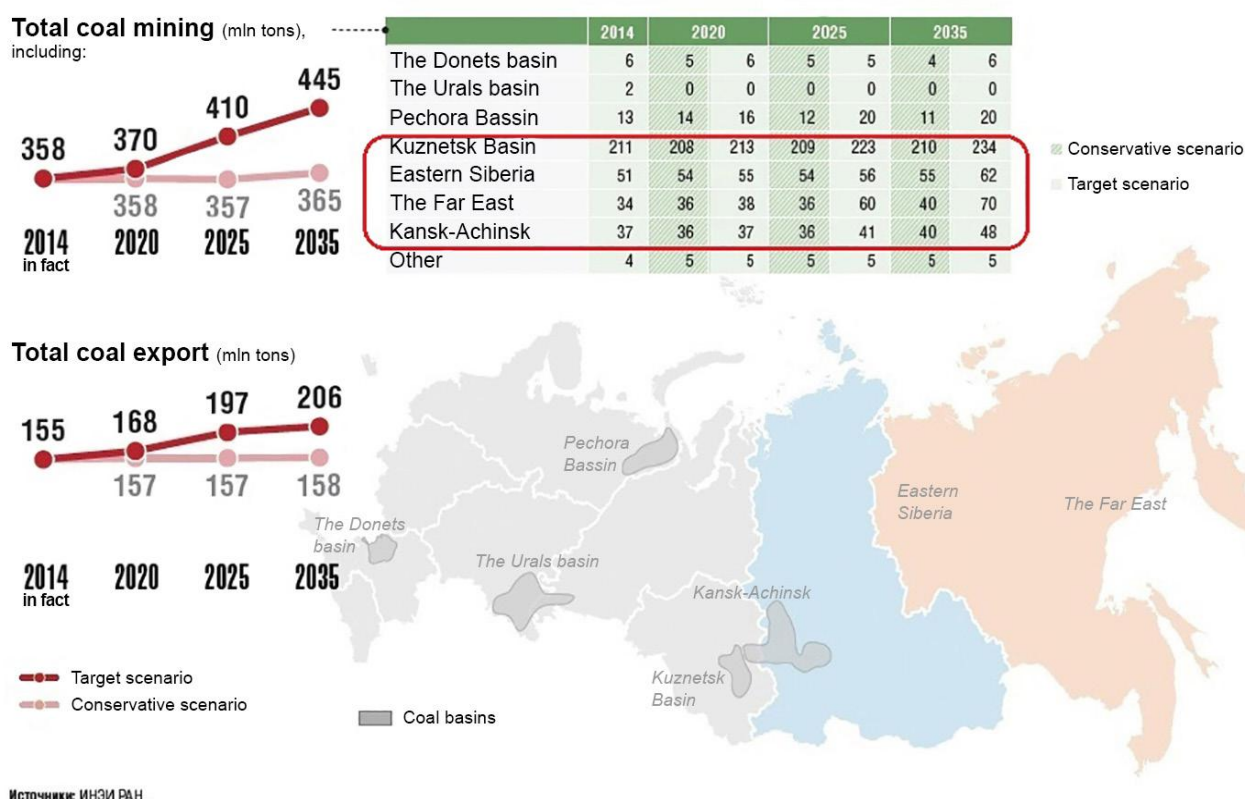 Total coal mining (mln tons),
including:
445
410
370
358
358
357
365
2014
in fact
2020
2025
2035
2014 2020 2025 2035
The Donets basin 6 5 6 5 5 4 6
The Urals basin 2 0 0 0 0 0 0
Pechora Bassin 13 14 16 12 20 11 20
Kuznetsk Basin 211 208 213 209 223 210 234
Eastern Siberia 51 54 55 54 56 55 62
The Far East 34 36 38 36 60 40 70
Kansk-Achinsk 37 36 37 36 41 40 48
Other 4 5 5 5 5 5 5
Conservative scenario
Target scenario
Total coal export (mln tons)
206
197
168
155
157
157
158
2014
in fact
2020
2025
2035
Target scenario
Conservative scenario
Coal basins
Pechora
Bassin
The Donets
basin
The Urals basin
Kansk-Achinsk
Kuznetsk
Basin
Eastern
Siberia
The Far East
Источники: ИНЭИ РАН